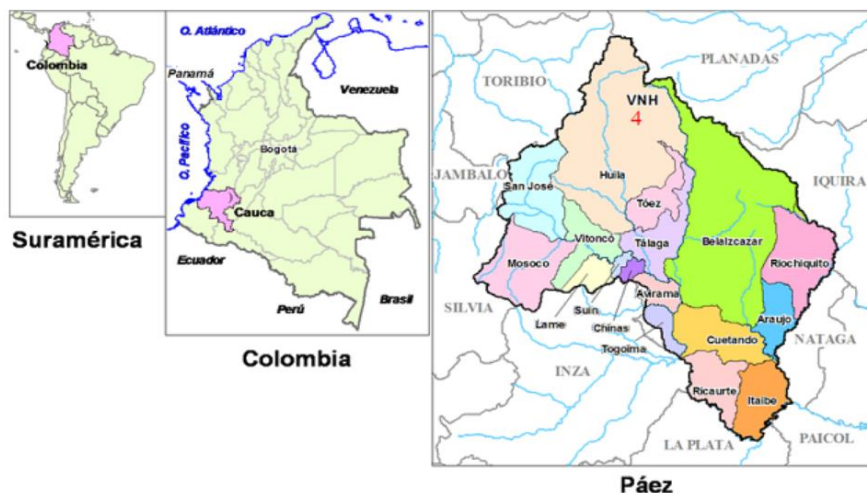 Colombia
Suramérica
O. Atlántico
Panamá
Venezuela
O. Pacífico
Bogotá
Cauca
Ecuador
Perú
Brasil
Colombia
TORIBIO
PLANADAS
VNH
4
JAMBALO
IQUIRA
San José
Huila
Tóez
Vitoncó
Tálaga
Belalzcazar
Mosoco
Riochiquito
SILVIA
Avirama
Suin
Araujo
Lame
Chinas
Togoima
Cuetando
NATAGA
INZA
Ricaurte
Itaibe
LA PLATA
PAICOL
Páez